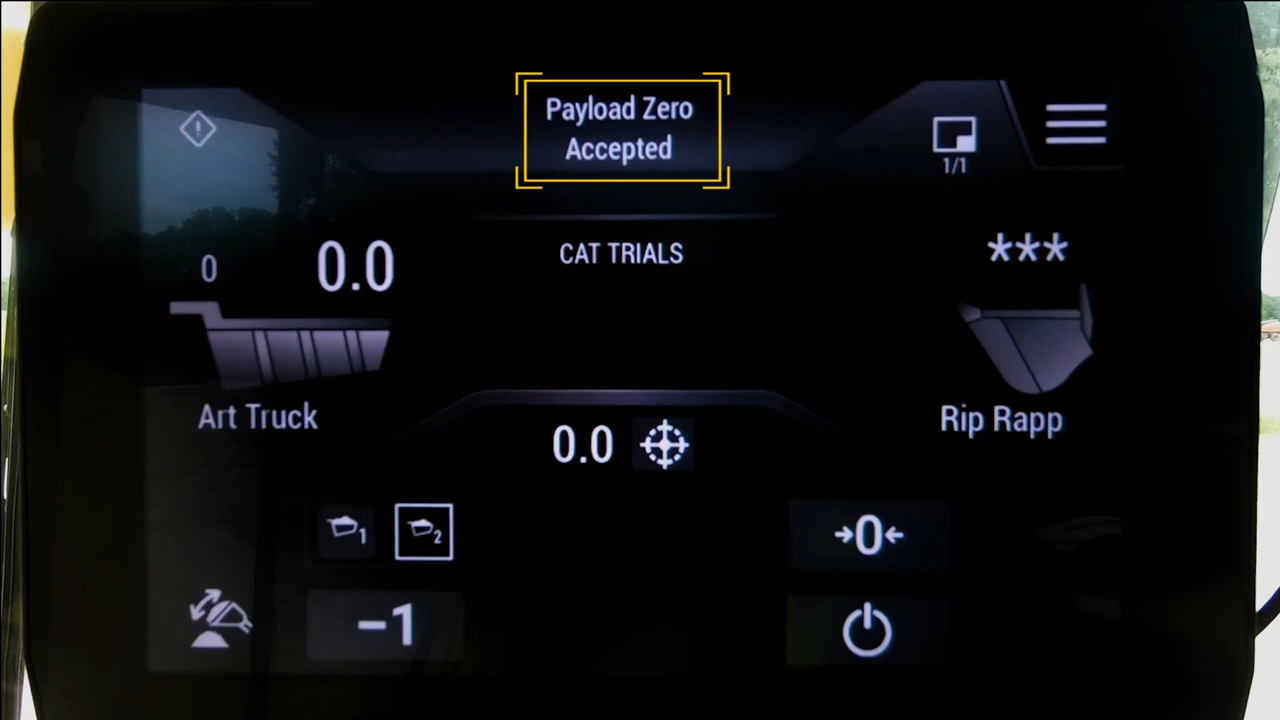 Payload Zero
Accepted
1/1
0
0.0
CAT TRIALS
***
Art Truck
0.0
Rip Rapp
1
2
→0←
−1